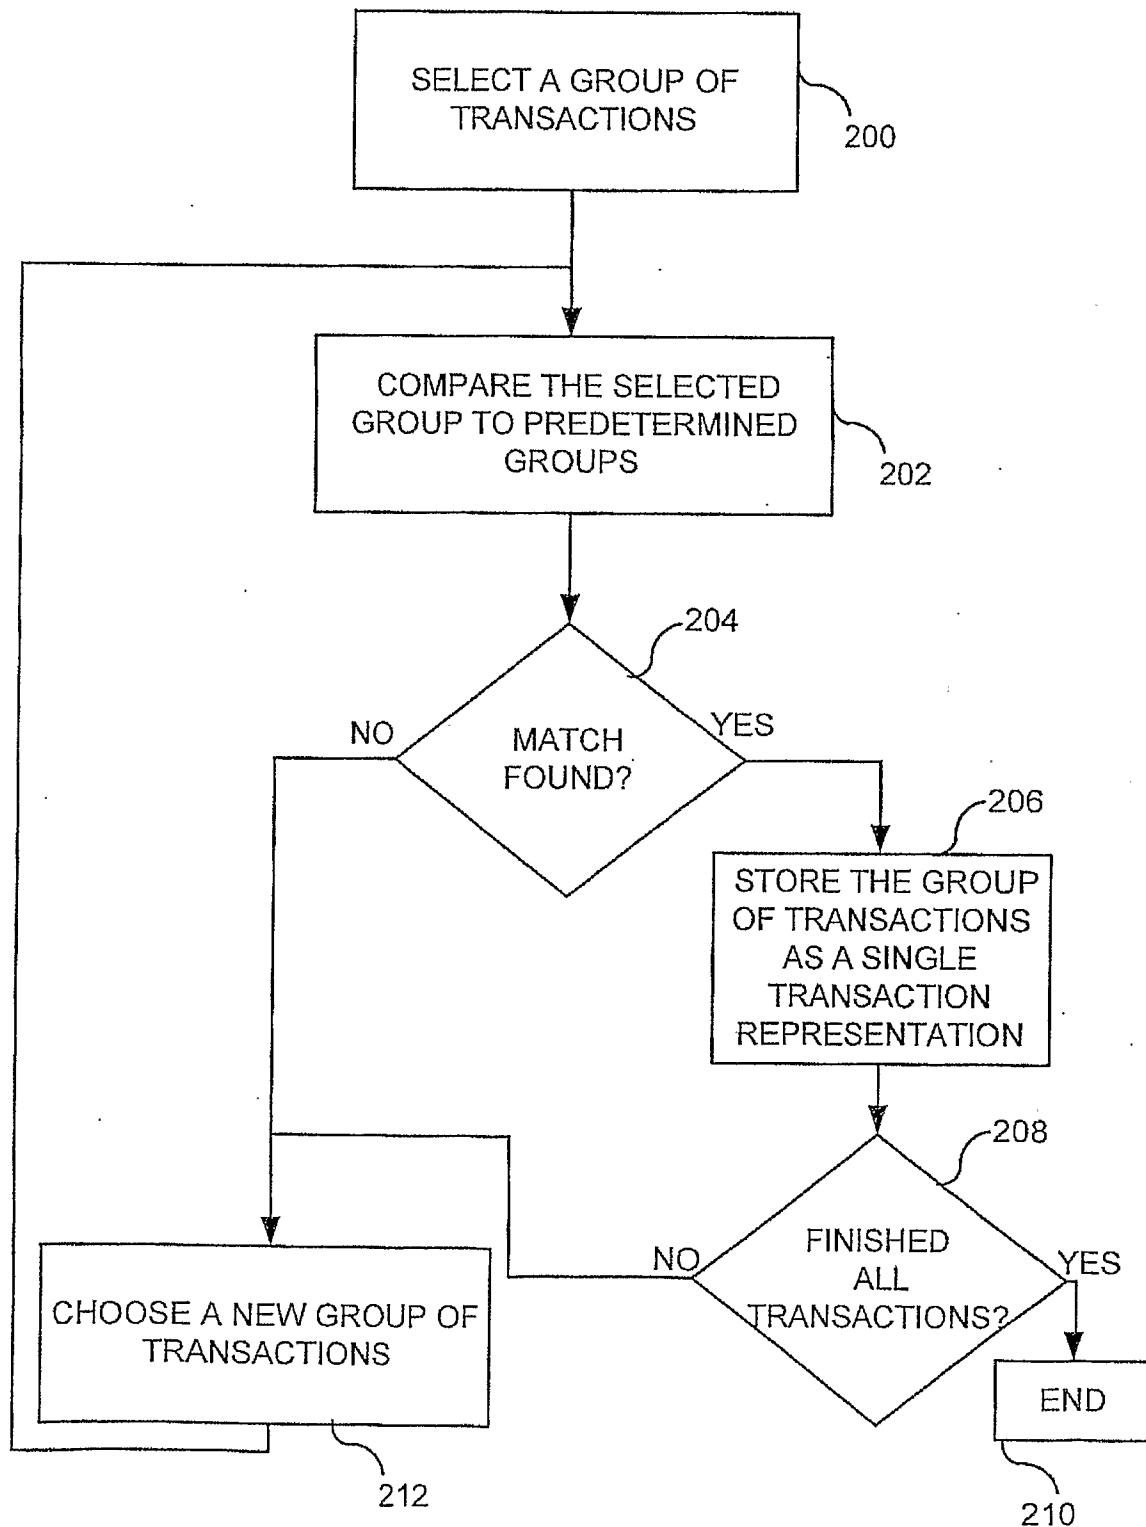 SELECT A GROUP OF
TRANSACTIONS
200
COMPARE THE SELECTED
GROUP TO PREDETERMINED
GROUPS
202
204
NO
YES
MATCH
FOUND?
206
STORE THE GROUP
OF TRANSACTIONS
AS A SINGLE
TRANSACTION
REPRESENTATION
208
NO
YES
FINISHED
ALL
TRANSACTIONS?
CHOOSE A NEW GROUP OF
TRANSACTIONS
END
212
210